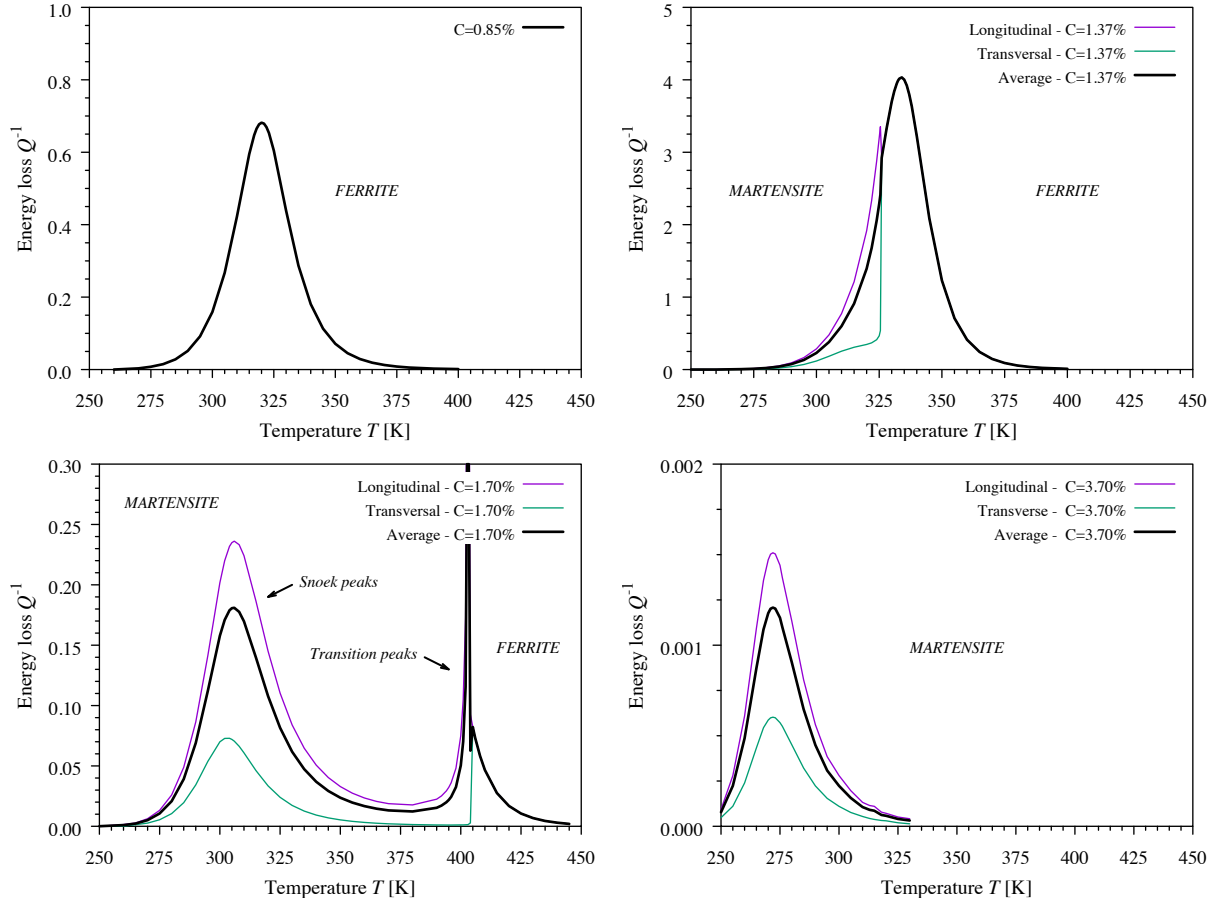 1.0
0.8
0.6
0.4
0.2
0.0
Energy loss Q⁻¹
C=0.85%
FERRITE
250 275 300 325 350 375 400 425 450
Temperature T [K]
5
4
3
2
1
0
Energy loss Q⁻¹
Longitudinal - C=1.37%
Transversal - C=1.37%
Average - C=1.37%
MARTENSITE FERRITE
250 275 300 325 350 375 400 425 450
Temperature T [K]
0.30
0.25
0.20
0.15
0.10
0.05
0.00
Energy loss Q⁻¹
Longitudinal - C=1.70%
Transversal - C=1.70%
Average - C=1.70%
MARTENSITE
Snoek peaks
Transition peaks
FERRITE
250 275 300 325 350 375 400 425 450
Temperature T [K]
0.002
0.001
0.000
Energy loss Q⁻¹
Longitudinal - C=3.70%
Transverse - C=3.70%
Average - C=3.70%
MARTENSITE
250 275 300 325 350 375 400 425 450
Temperature T [K]